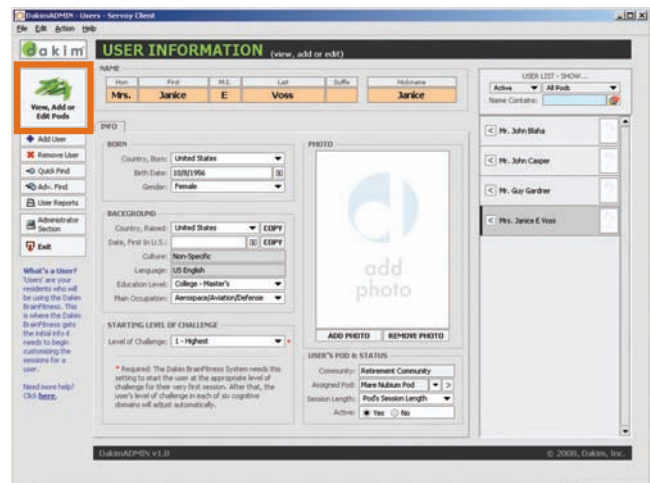 DakimADMIN - Users - Servoy Client
File Edit Action Help
dakim
USER INFORMATION (view, add or edit)
View, Add or
Edit Pods
Add User
Remove User
Quick Find
Adv. Find
User Reports
Administrator
Section
Exit
What's a User?
'Users' are your
residents who will
be using the Dakim
BrainFitness. This
is where the Dakim
BrainFitness gets
the initial info it
needs to begin
customizing the
sessions for a
user.
Need more help?
Click here.
NAME
Hon First M.I. Last Suffix Nickname
Mrs. Janice E Voss Janice
INFO
BORN
Country, Born: United States
Birth Date: 10/8/1956
Gender: Female
BACKGROUND
Country, Raised: United States COPY
Date, First In U.S.: COPY
Culture: Non-Specific
Language: US English
Education Level: College - Master's
Main Occupation: Aerospace/Aviation/Defense
STARTING LEVEL OF CHALLENGE
Level of Challenge: 1 - Highest *
* Required: The Dakim BrainFitness System needs this
setting to start the user at the appropriate level of
challenge for their very first session. After that, the
user's level of challenge in each of six cognitive
domains will adjust automatically.
PHOTO
add
photo
ADD PHOTO REMOVE PHOTO
USER'S POD & STATUS
Community: Retirement Community
Assigned Pod: Mare Nubium Pod >
Session Length: Pod's Session Length
Active: Yes No
USER LIST - SHOW...
Active All Pods
Name Contains:
< Mr. John Blaha
< Mr. John Casper
< Mr. Guy Gardner
< Mrs. Janice E Voss
DakimADMIN v1.0 © 2008, Dakim, Inc.